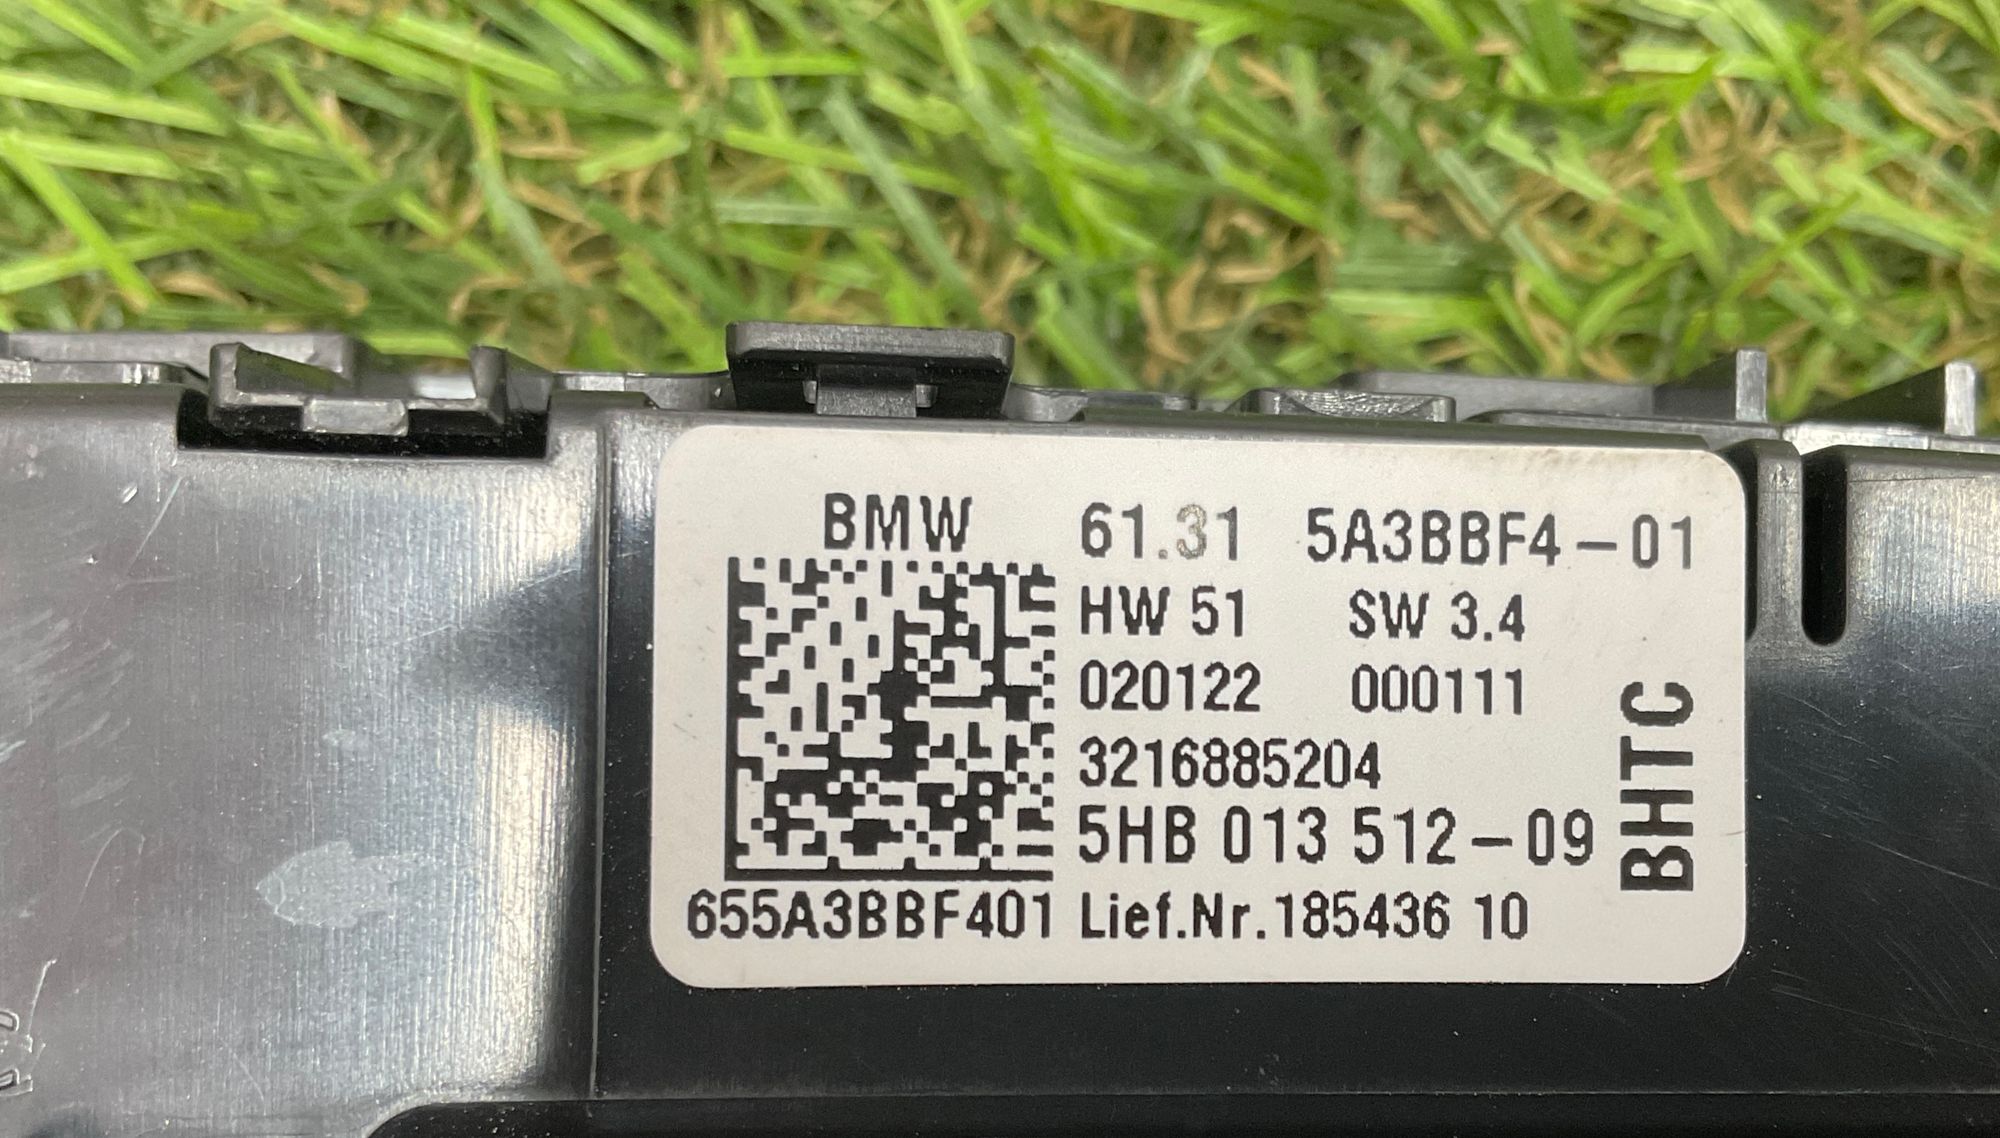 BMW 61.31 5A3BBF4-01
HW 51 SW 3.4
020122 000111
3216885204
5HB 013 512-09
655A3BBF401 Lief.Nr.185436 10
BHTC